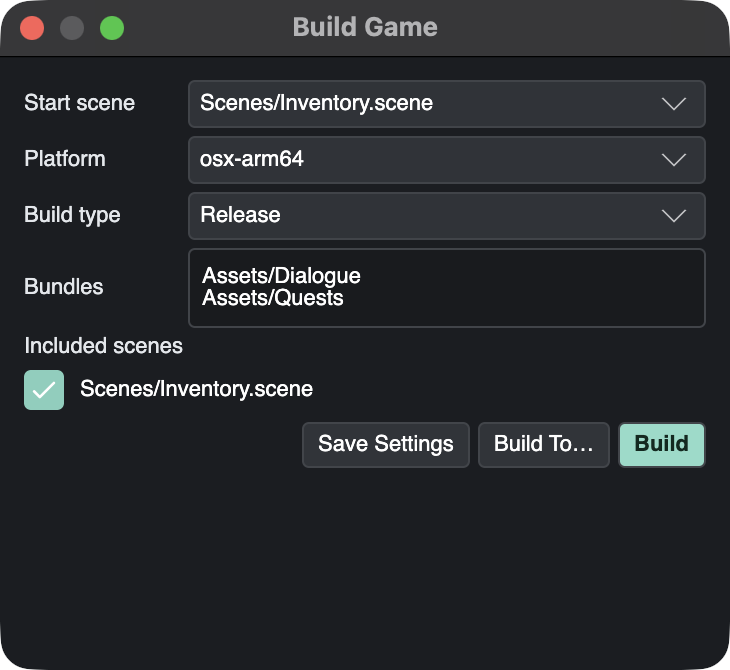 Build Game
Start scene
Scenes/Inventory.scene
Platform
osx-arm64
Build type
Release
Bundles
Assets/Dialogue
Assets/Quests
Included scenes
Scenes/Inventory.scene
Save Settings
Build To…
Build